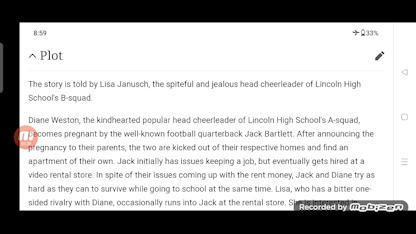 8:59
33%
Plot
The story is told by Lisa Janusch, the spiteful and jealous head cheerleader of Lincoln High
School's B-squad.
Diane Weston, the kindhearted popular head cheerleader of Lincoln High School's A-squad,
becomes pregnant by the well-known football quarterback Jack Bartlett. After announcing the
pregnancy to their parents, the two are kicked out of their respective homes and find an
apartment of their own. Jack initially has issues keeping a job, but eventually gets hired at a
video rental store. In spite of their issues coming up with the rent money, Jack and Diane try as
hard as they can to survive while going to school at the same time. Lisa, who has a bitter one-
sided rivalry with Diane, occasionally runs into Jack at the rental store. She is interested in
Recorded by Mobizen